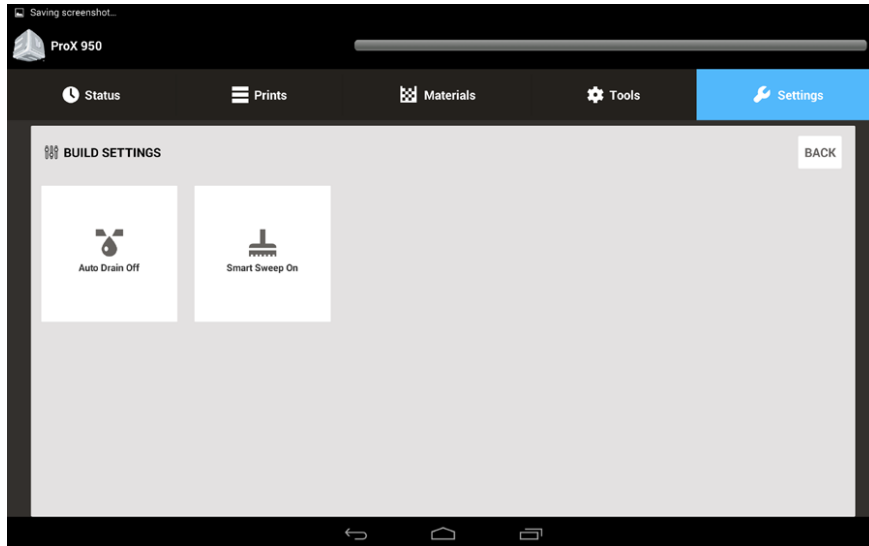 Saving screenshot...
ProX 950
Status
Prints
Materials
Tools
Settings
BUILD SETTINGS
BACK
Auto Drain Off
Smart Sweep On